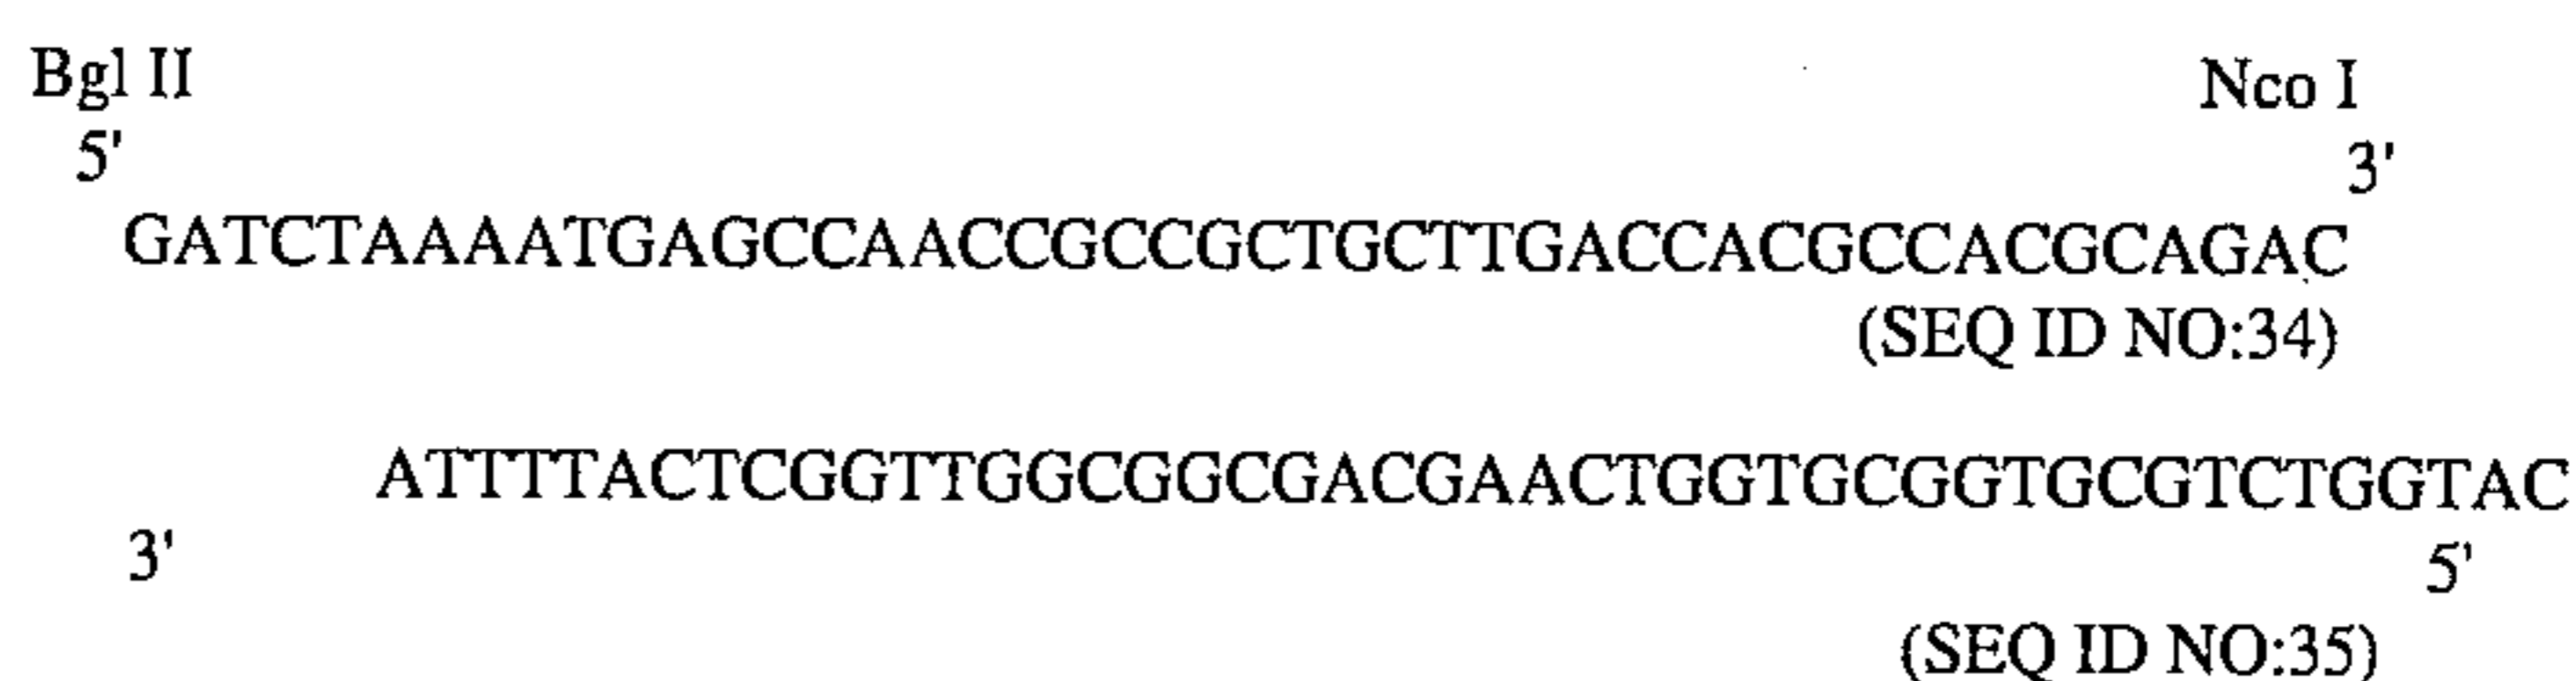 Bgl II Nco I
5' 3'
GATCTAAAATGAGCCAACCGCCGCTGCTTGACCACGCCACGCAGAC
(SEQ ID NO:34)
ATTTTACTCGGTTGGCGGCGACGAACTGGTGCGGTGCGTCTGGTAC
3' 5'
(SEQ ID NO:35)